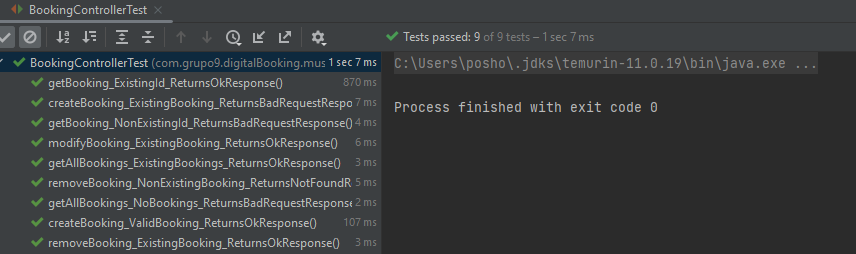 BookingControllerTest ×
Tests passed: 9 of 9 tests – 1 sec 7 ms
BookingControllerTest (com.grupo9.digitalBooking.mus 1 sec 7 ms
getBooking_ExistingId_ReturnsOkResponse() 870 ms
createBooking_ExistingBooking_ReturnsBadRequestRespo 7 ms
getBooking_NonExistingId_ReturnsBadRequestResponse() 4 ms
modifyBooking_ExistingBooking_ReturnsOkResponse() 6 ms
getAllBookings_ExistingBookings_ReturnsOkResponse() 3 ms
removeBooking_NonExistingBooking_ReturnsNotFoundR 5 ms
getAllBookings_NoBookings_ReturnsBadRequestResponse 2 ms
createBooking_ValidBooking_ReturnsOkResponse() 107 ms
removeBooking_ExistingBooking_ReturnsOkResponse() 3 ms
C:\Users\posho\.jdks\temurin-11.0.19\bin\java.exe ...
Process finished with exit code 0